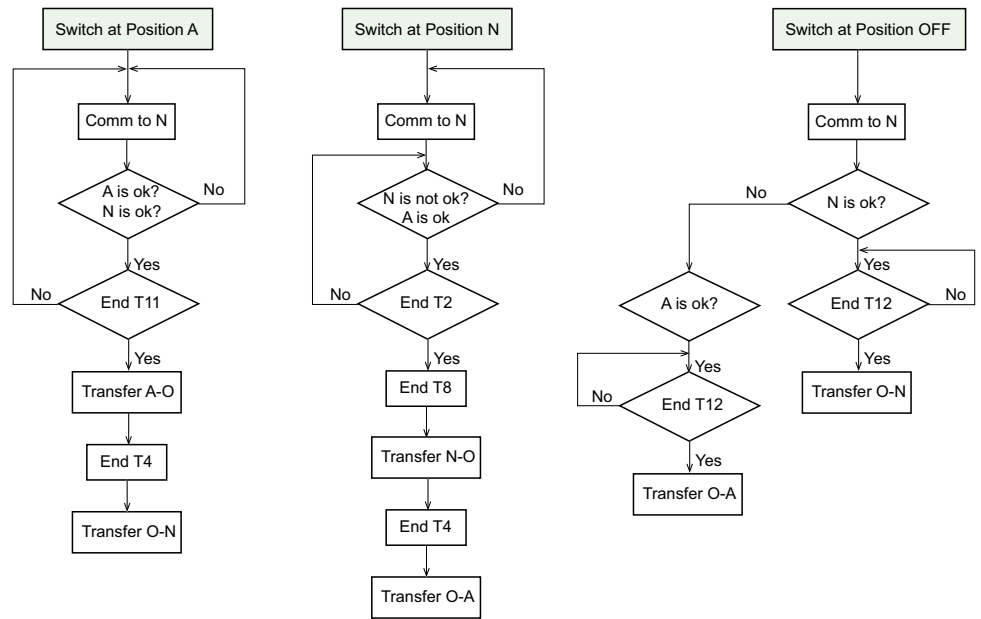 Switch at Position A
Comm to N
A is ok?
N is ok?
No
Yes
End T11
No
Yes
Transfer A-O
End T4
Transfer O-N
Switch at Position N
Comm to N
N is not ok?
A is ok
No
Yes
End T2
No
Yes
End T8
Transfer N-O
End T4
Transfer O-A
Switch at Position OFF
Comm to N
N is ok?
No
A is ok?
Yes
End T12
No
Yes
Transfer O-A
Yes
End T12
No
Yes
Transfer O-N